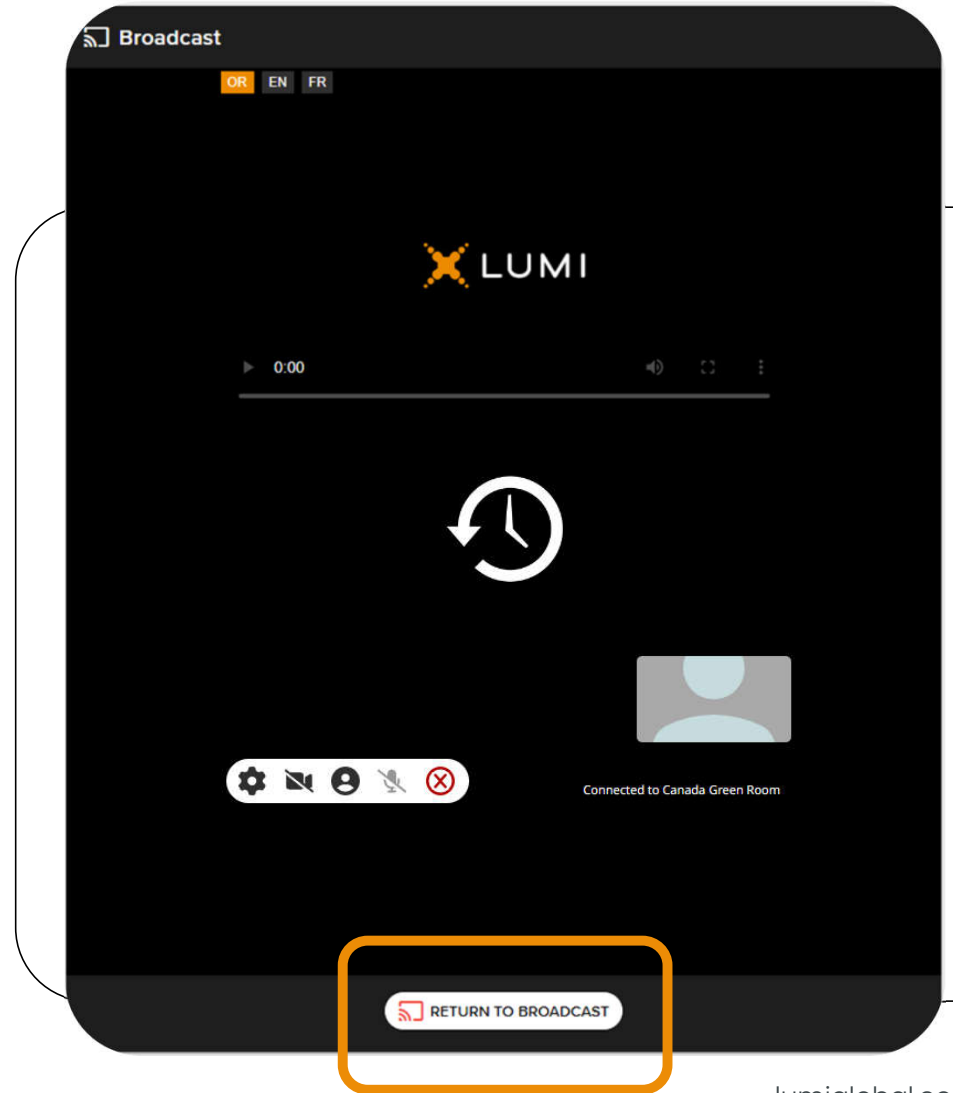 Broadcast
OR EN FR
LUMI
0:00
Connected to Canada Green Room
RETURN TO BROADCAST